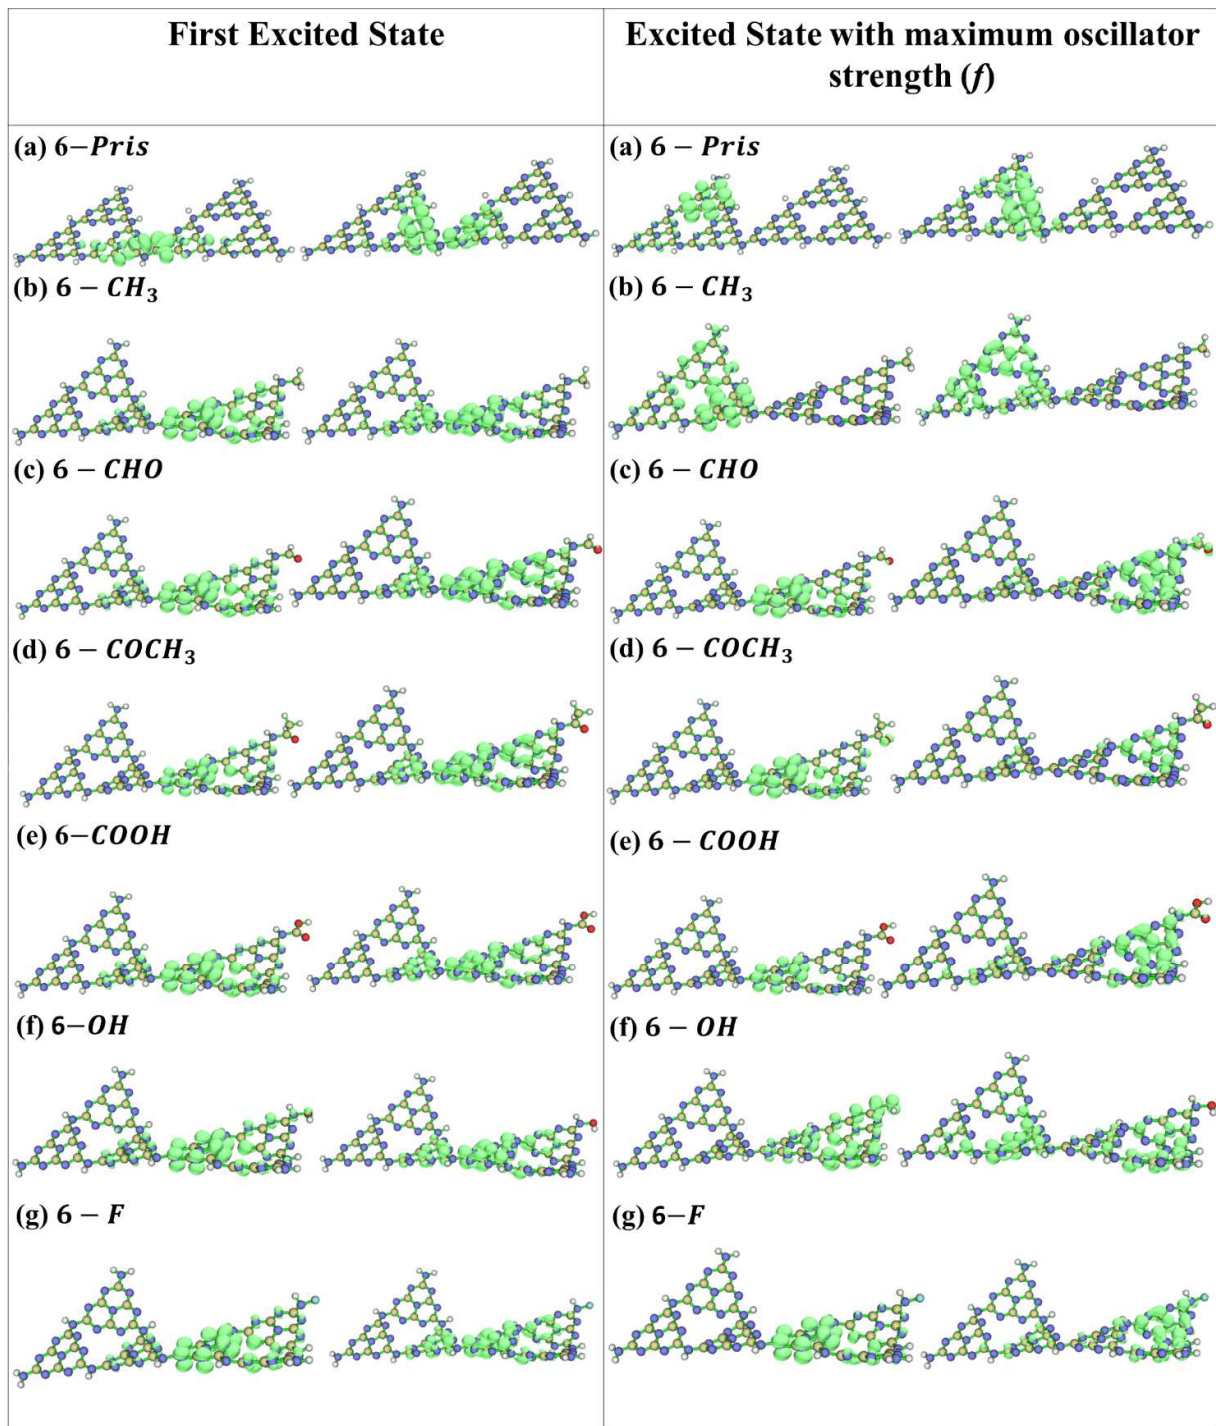 First Excited State
Excited State with maximum oscillator
strength (f)
(a) 6−Pris
(a) 6 − Pris
(b) 6 − CH₃
(b) 6 − CH₃
(c) 6 − CHO
(c) 6 − CHO
(d) 6 − COCH₃
(d) 6 − COCH₃
(e) 6−COOH
(e) 6 − COOH
(f) 6−OH
(f) 6 − OH
(g) 6 − F
(g) 6−F